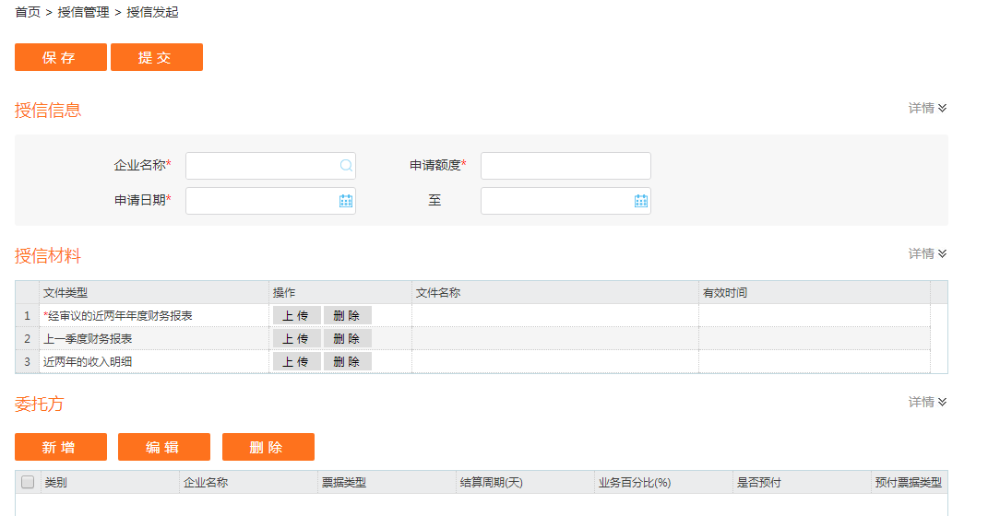 首页 > 授信管理 > 授信发起
保存 提交
授信信息 详情
企业名称* 申请额度*
申请日期* 至
授信材料 详情
文件类型 操作 文件名称 有效时间
1 *经审议的近两年年度财务报表 上传 删除
2 上一季度财务报表 上传 删除
3 近两年的收入明细 上传 删除
委托方 详情
新增 编辑 删除
类别 企业名称 票据类型 结算周期(天) 业务百分比(%) 是否预付 预付票据类型